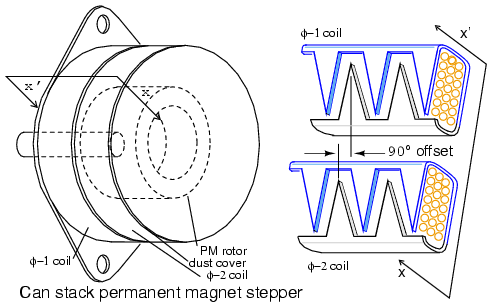 φ-1 coil
x'
x'
x
90° offset
φ-1 coil
PM rotor
dust cover
φ-2 coil
φ-2 coil
x
Can stack permanent magnet stepper